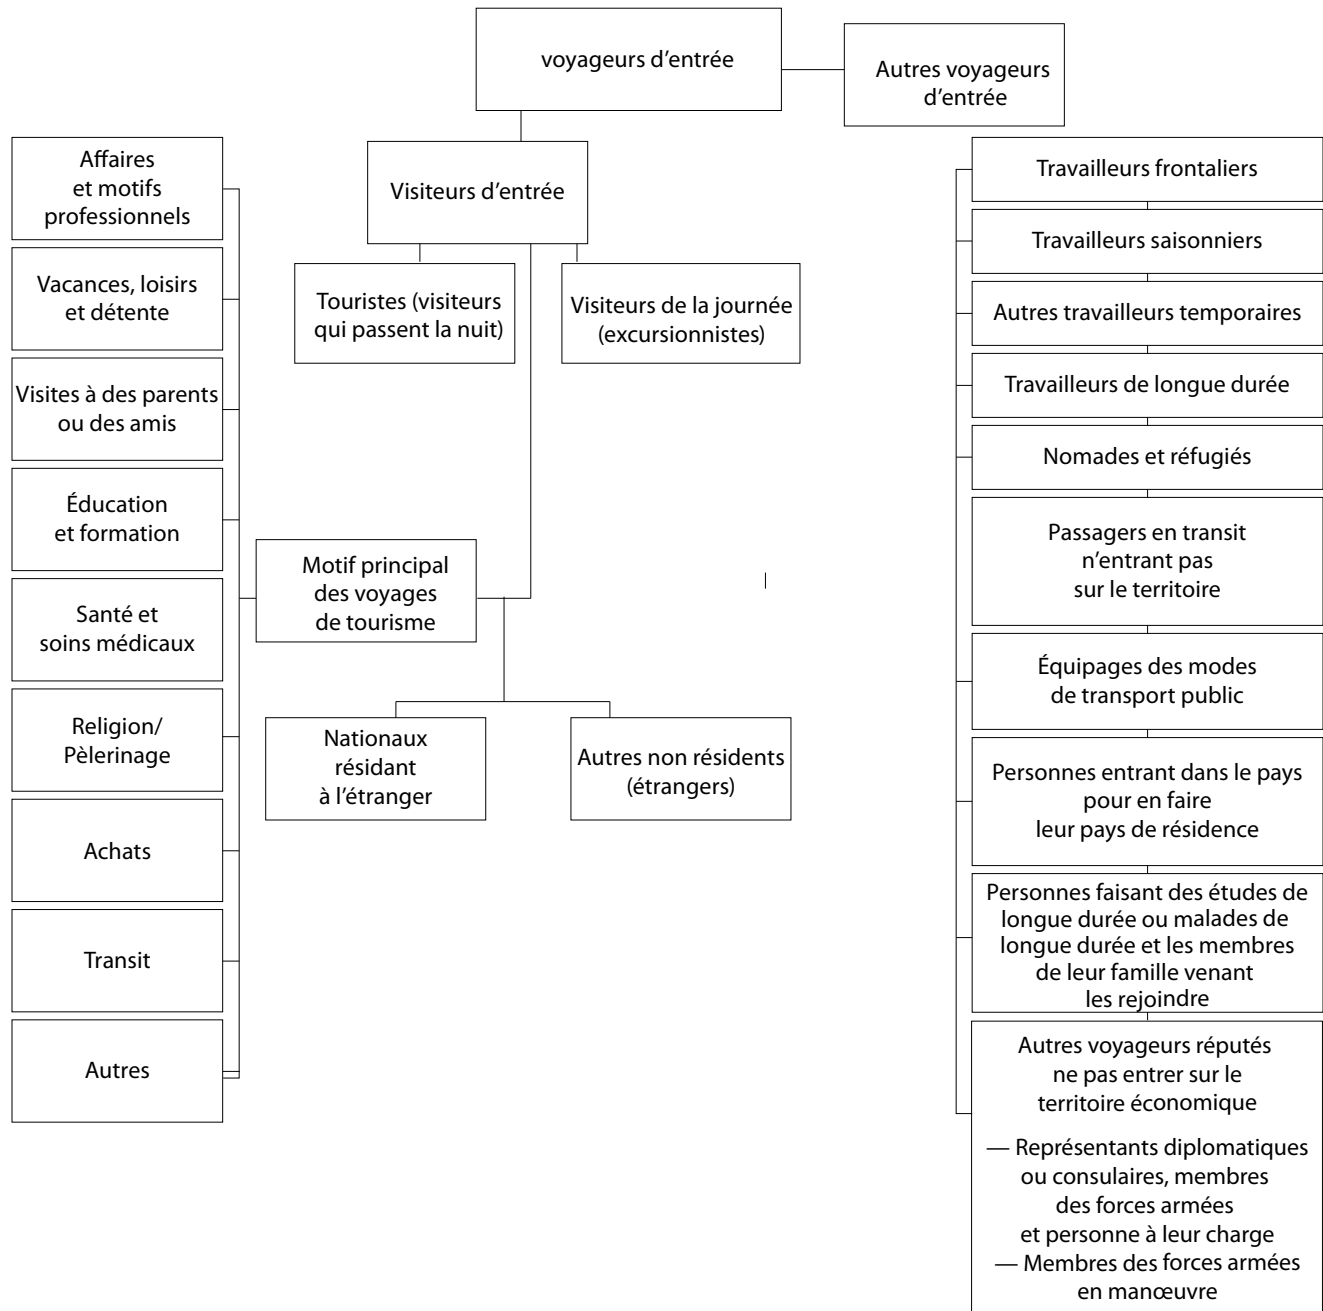 voyageurs d'entrée
Autres voyageurs
d'entrée
Visiteurs d'entrée
Touristes (visiteurs
qui passent la nuit)
Visiteurs de la journée
(excursionnistes)
Affaires
et motifs
professionnels
Vacances, loisirs
et détente
Visites à des parents
ou des amis
Éducation
et formation
Santé et
soins médicaux
Religion/
Pèlerinage
Achats
Transit
Autres
Motif principal
des voyages
de tourisme
Nationaux
résidant
à l'étranger
Autres non résidents
(étrangers)
Travailleurs frontaliers
Travailleurs saisonniers
Autres travailleurs temporaires
Travailleurs de longue durée
Nomades et réfugiés
Passagers en transit
n'entrant pas
sur le territoire
Équipages des modes
de transport public
Personnes entrant dans le pays
pour en faire
leur pays de résidence
Personnes faisant des études de
longue durée ou malades de
longue durée et les membres
de leur famille venant
les rejoindre
Autres voyageurs réputés
ne pas entrer sur le
territoire économique
— Représentants diplomatiques
ou consulaires, membres
des forces armées
et personne à leur charge
— Membres des forces armées
en manœuvre